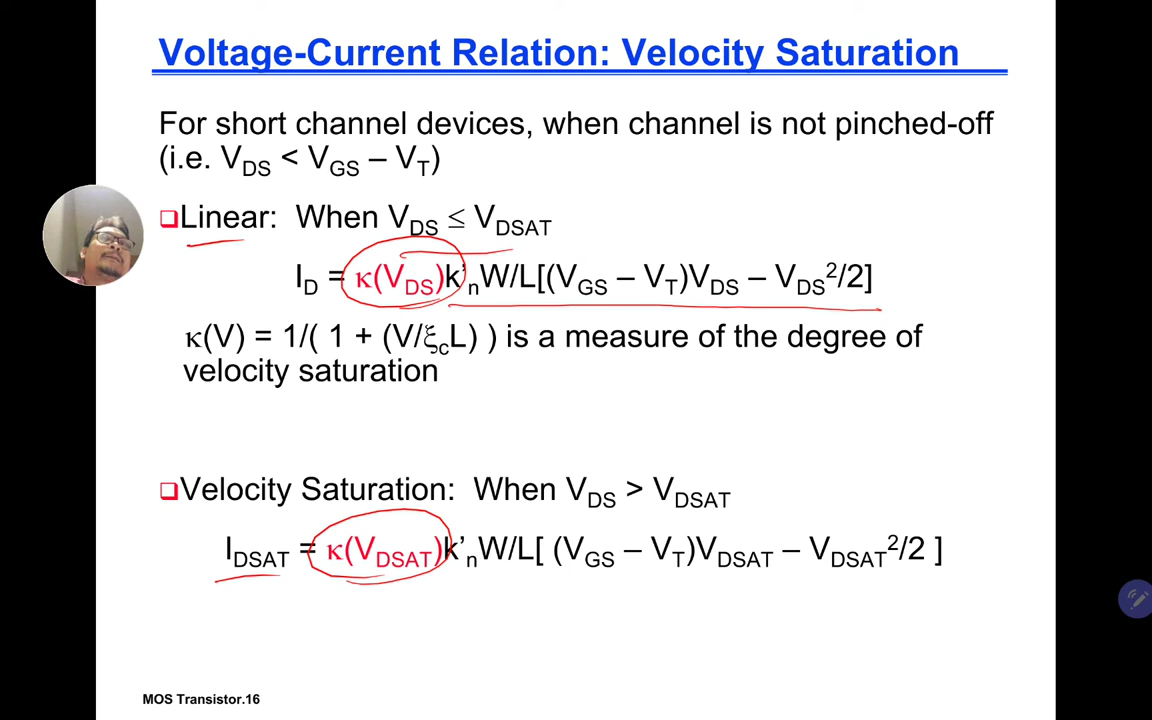 Voltage-Current Relation: Velocity Saturation
For short channel devices, when channel is not pinched-off
(i.e. V_DS < V_GS – V_T)
❑Linear: When V_DS ≤ V_DSAT
I_D = κ(V_DS)k'_nW/L[(V_GS – V_T)V_DS – V_DS²/2]
κ(V) = 1/( 1 + (V/ξ_cL) ) is a measure of the degree of
velocity saturation
❑Velocity Saturation: When V_DS > V_DSAT
I_DSAT = κ(V_DSAT)k'_nW/L[ (V_GS – V_T)V_DSAT – V_DSAT²/2 ]
MOS Transistor.16